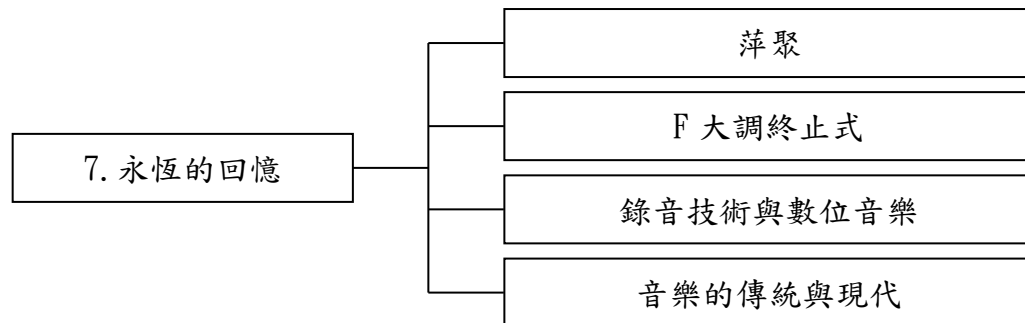 7.永恆的回憶
萍聚
F 大調終止式
錄音技術與數位音樂
音樂的傳統與現代